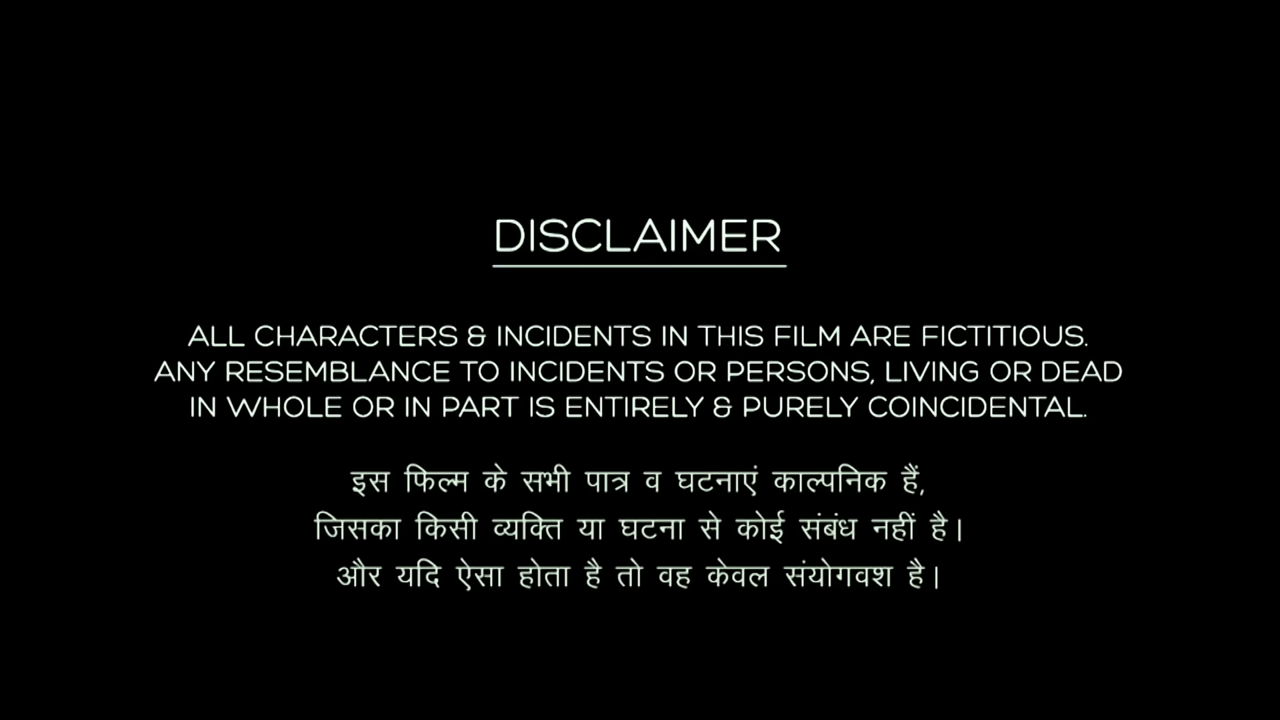 DISCLAIMER
ALL CHARACTERS & INCIDENTS IN THIS FILM ARE FICTITIOUS.
ANY RESEMBLANCE TO INCIDENTS OR PERSONS, LIVING OR DEAD
IN WHOLE OR IN PART IS ENTIRELY & PURELY COINCIDENTAL.
इस फिल्म के सभी पात्र व घटनाएं काल्पनिक हैं,
जिसका किसी व्यक्ति या घटना से कोई संबंध नहीं है।
और यदि ऐसा होता है तो वह केवल संयोगवश है।